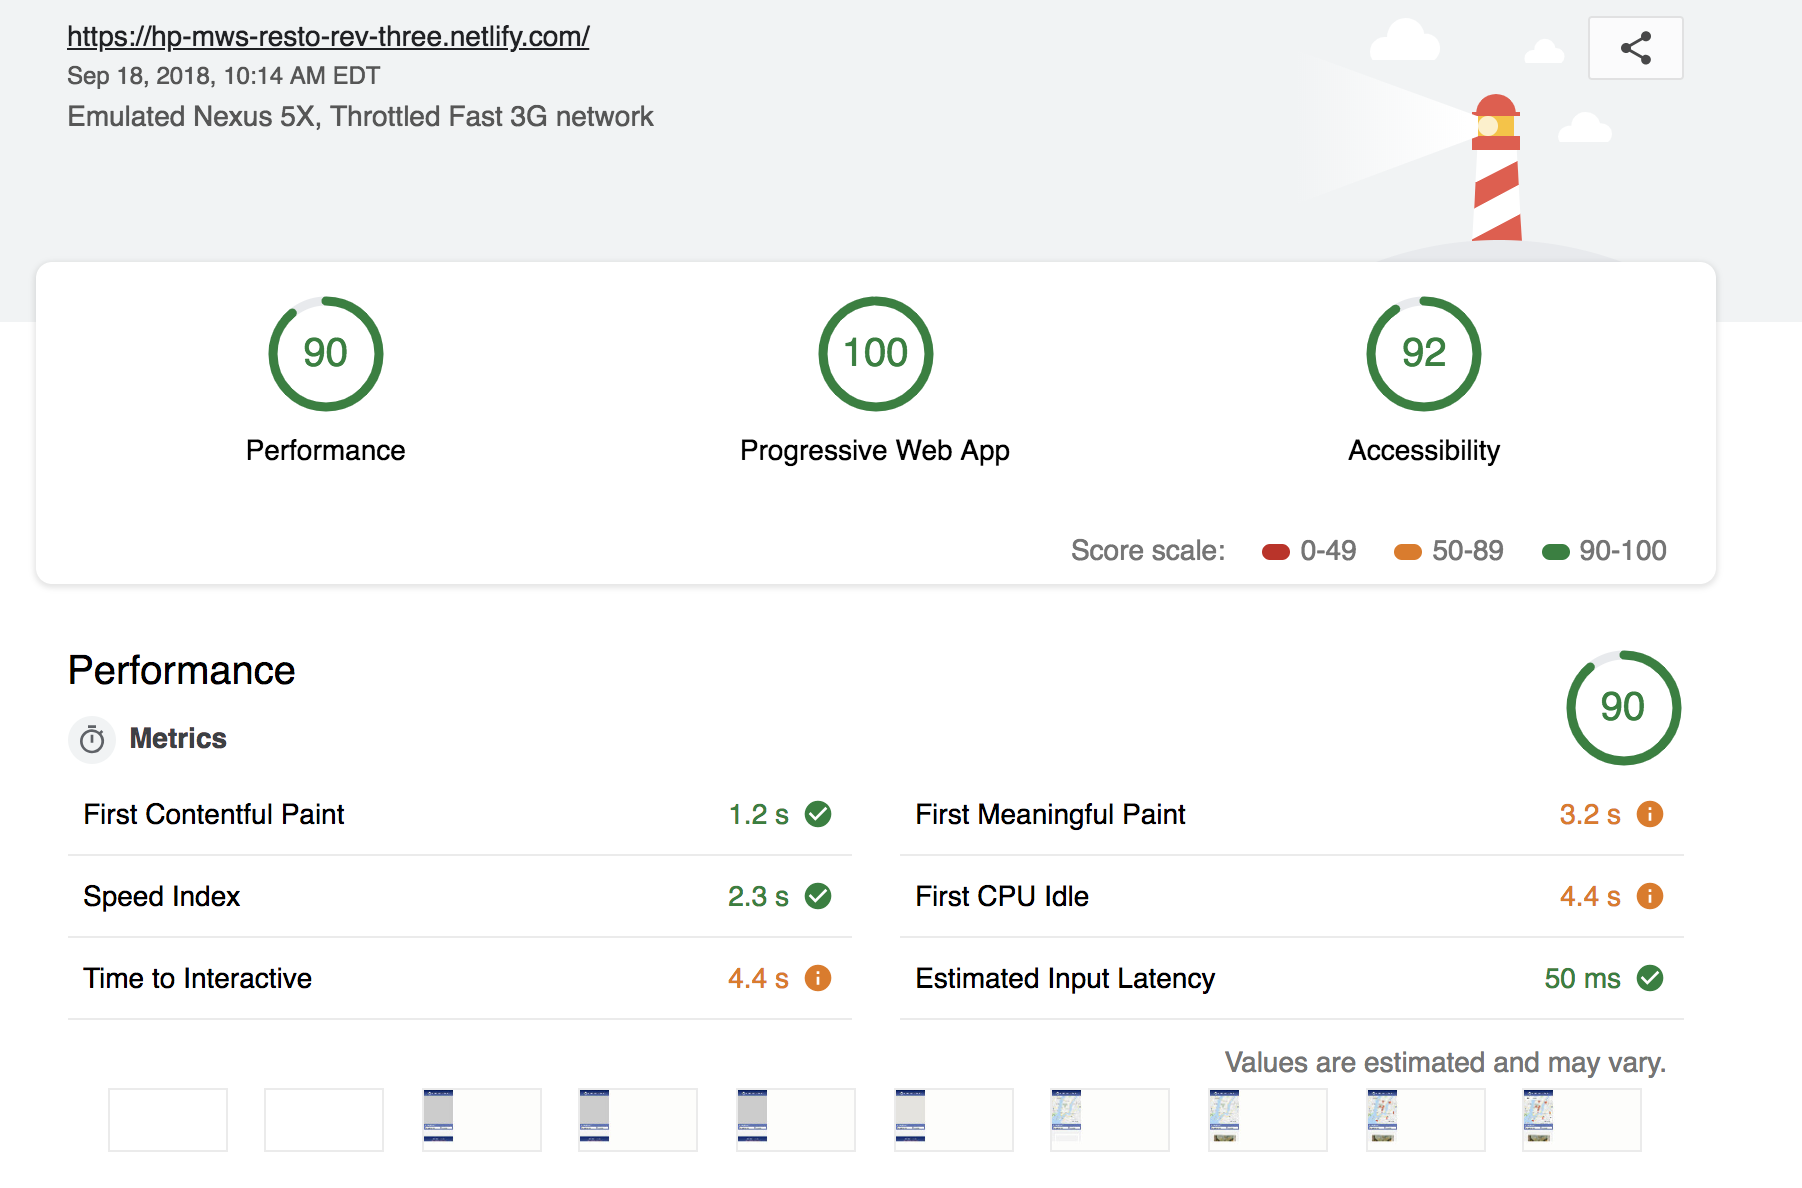 https://hp-mws-resto-rev-three.netlify.com/
Sep 18, 2018, 10:14 AM EDT
Emulated Nexus 5X, Throttled Fast 3G network
90
100
92
Performance
Progressive Web App
Accessibility
Score scale: 0-49 50-89 90-100
Performance
90
Metrics
First Contentful Paint 1.2 s
First Meaningful Paint 3.2 s
Speed Index 2.3 s
First CPU Idle 4.4 s
Time to Interactive 4.4 s
Estimated Input Latency 50 ms
Values are estimated and may vary.